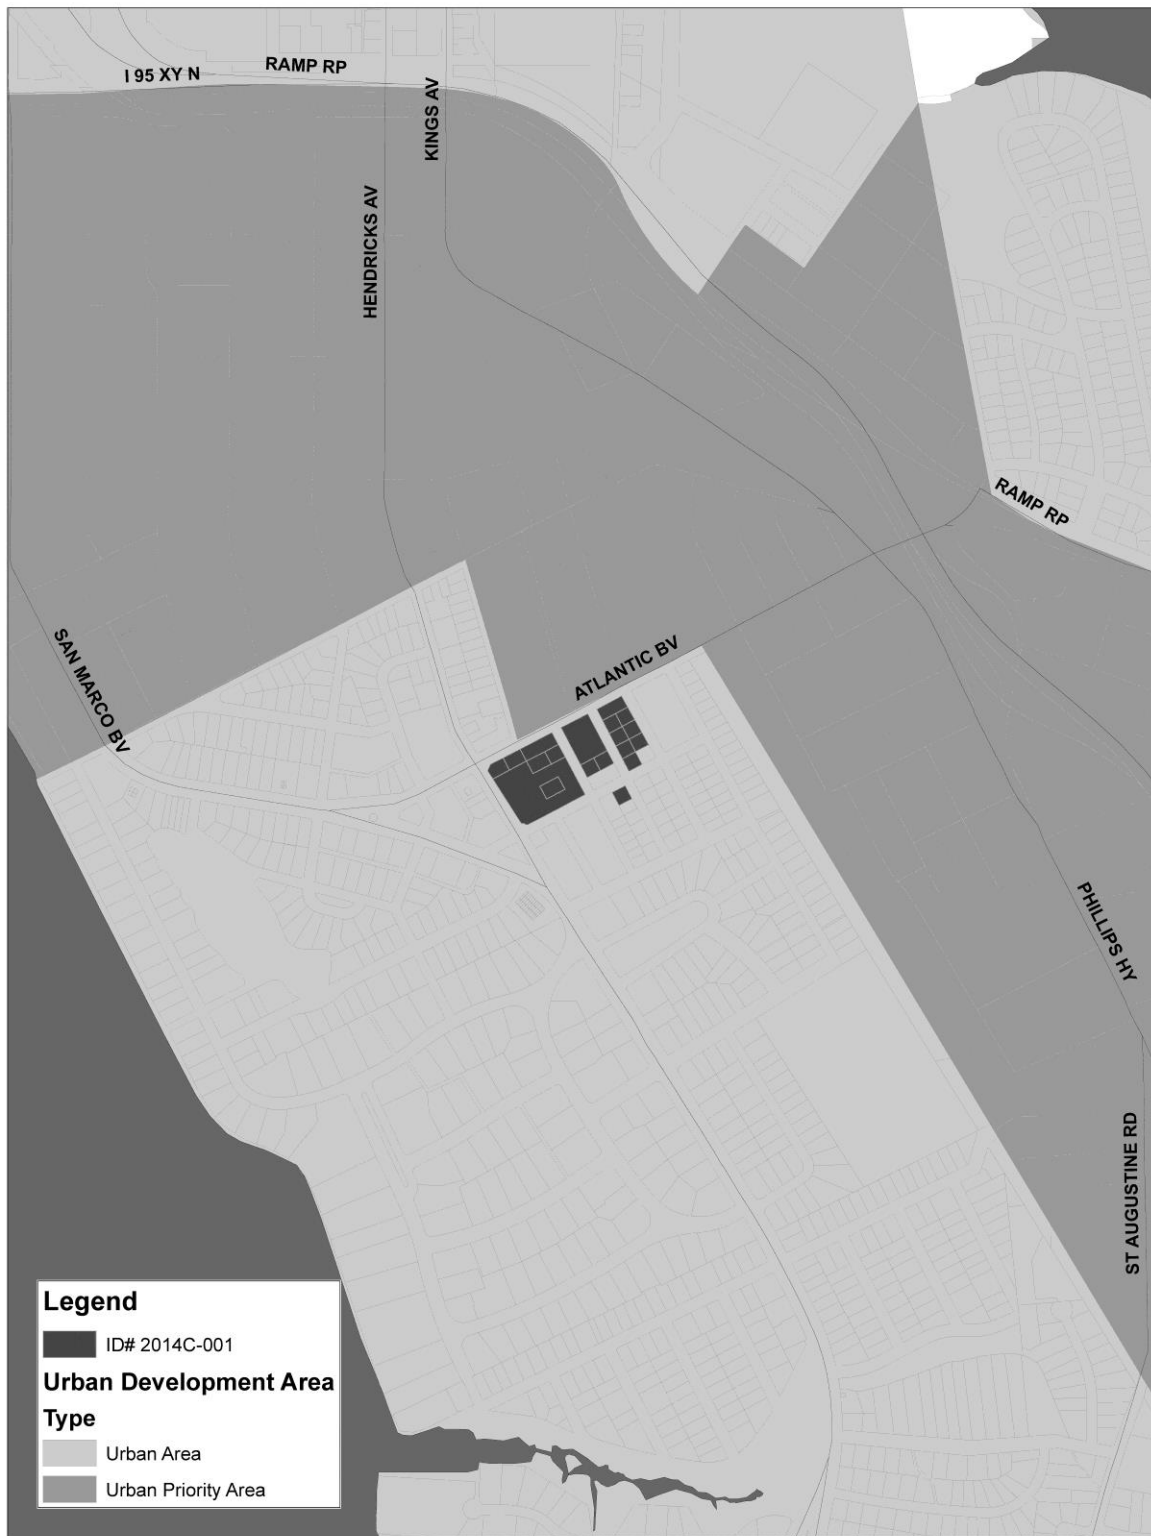 I 95 XY N
RAMP RP
KINGS AV
HENDRICKS AV
RAMP RP
SAN MARCO BV
ATLANTIC BV
PHILLIPS HY
ST AUGUSTINE RD
Legend
ID# 2014C-001
Urban Development Area
Type
Urban Area
Urban Priority Area